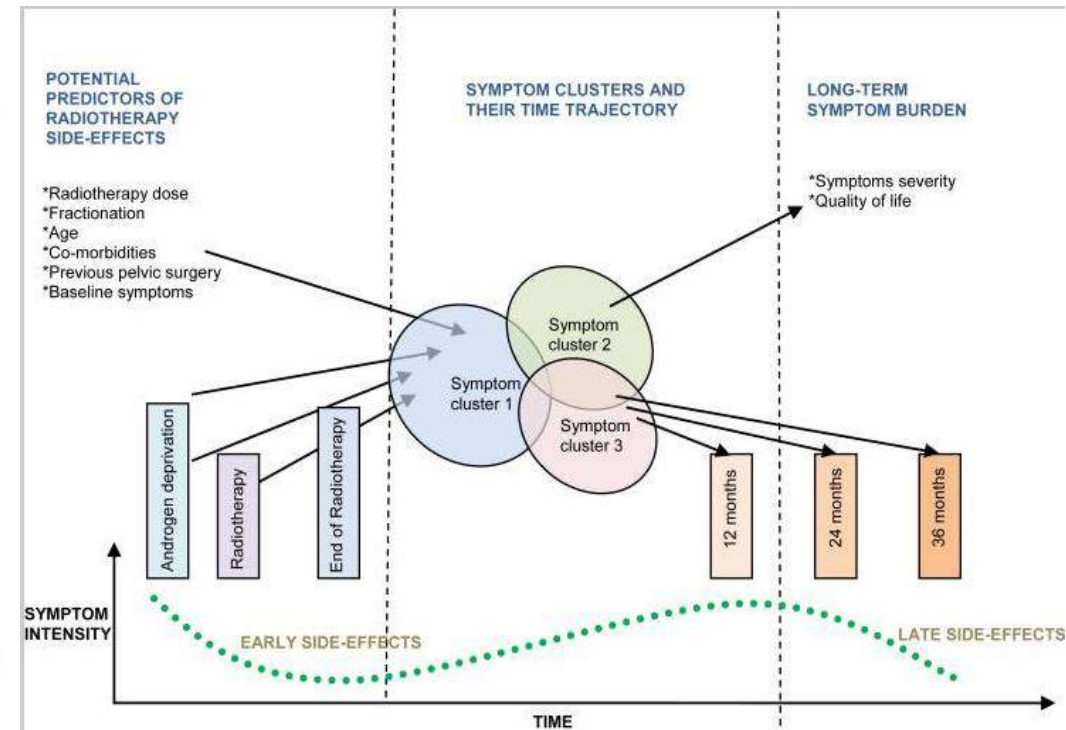 POTENTIAL
PREDICTORS OF
RADIOTHERAPY
SIDE-EFFECTS
*Radiotherapy dose
*Fractionation
*Age
*Co-morbidities
*Previous pelvic surgery
*Baseline symptoms
SYMPTOM CLUSTERS AND
THEIR TIME TRAJECTORY
LONG-TERM
SYMPTOM BURDEN
*Symptoms severity
*Quality of life
Symptom
cluster 1
Symptom
cluster 2
Symptom
cluster 3
Androgen deprivation
Radiotherapy
End of Radiotherapy
12 months
24 months
36 months
SYMPTOM
INTENSITY
EARLY SIDE-EFFECTS
LATE SIDE-EFFECTS
TIME